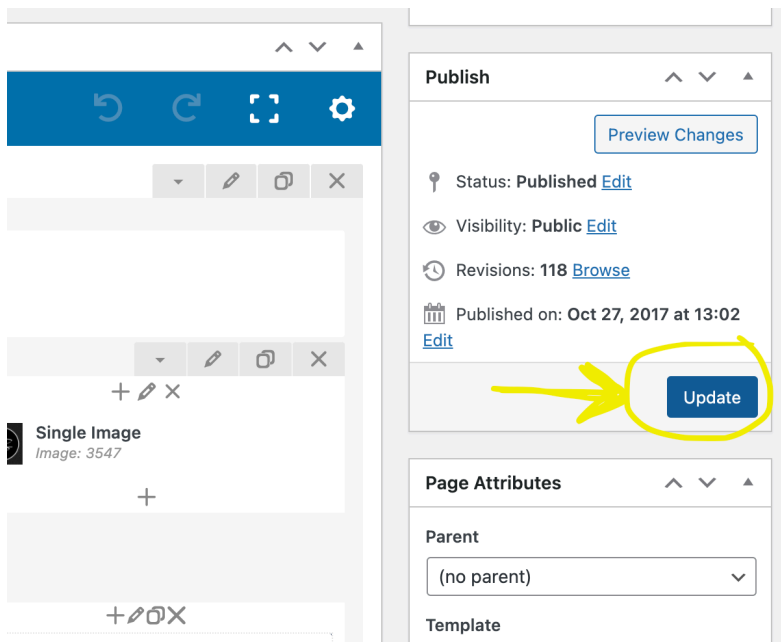 Publish
Preview Changes
Status: Published Edit
Visibility: Public Edit
Revisions: 118 Browse
Published on: Oct 27, 2017 at 13:02
Edit
Update
Single Image
Image: 3547
Page Attributes
Parent
(no parent)
Template